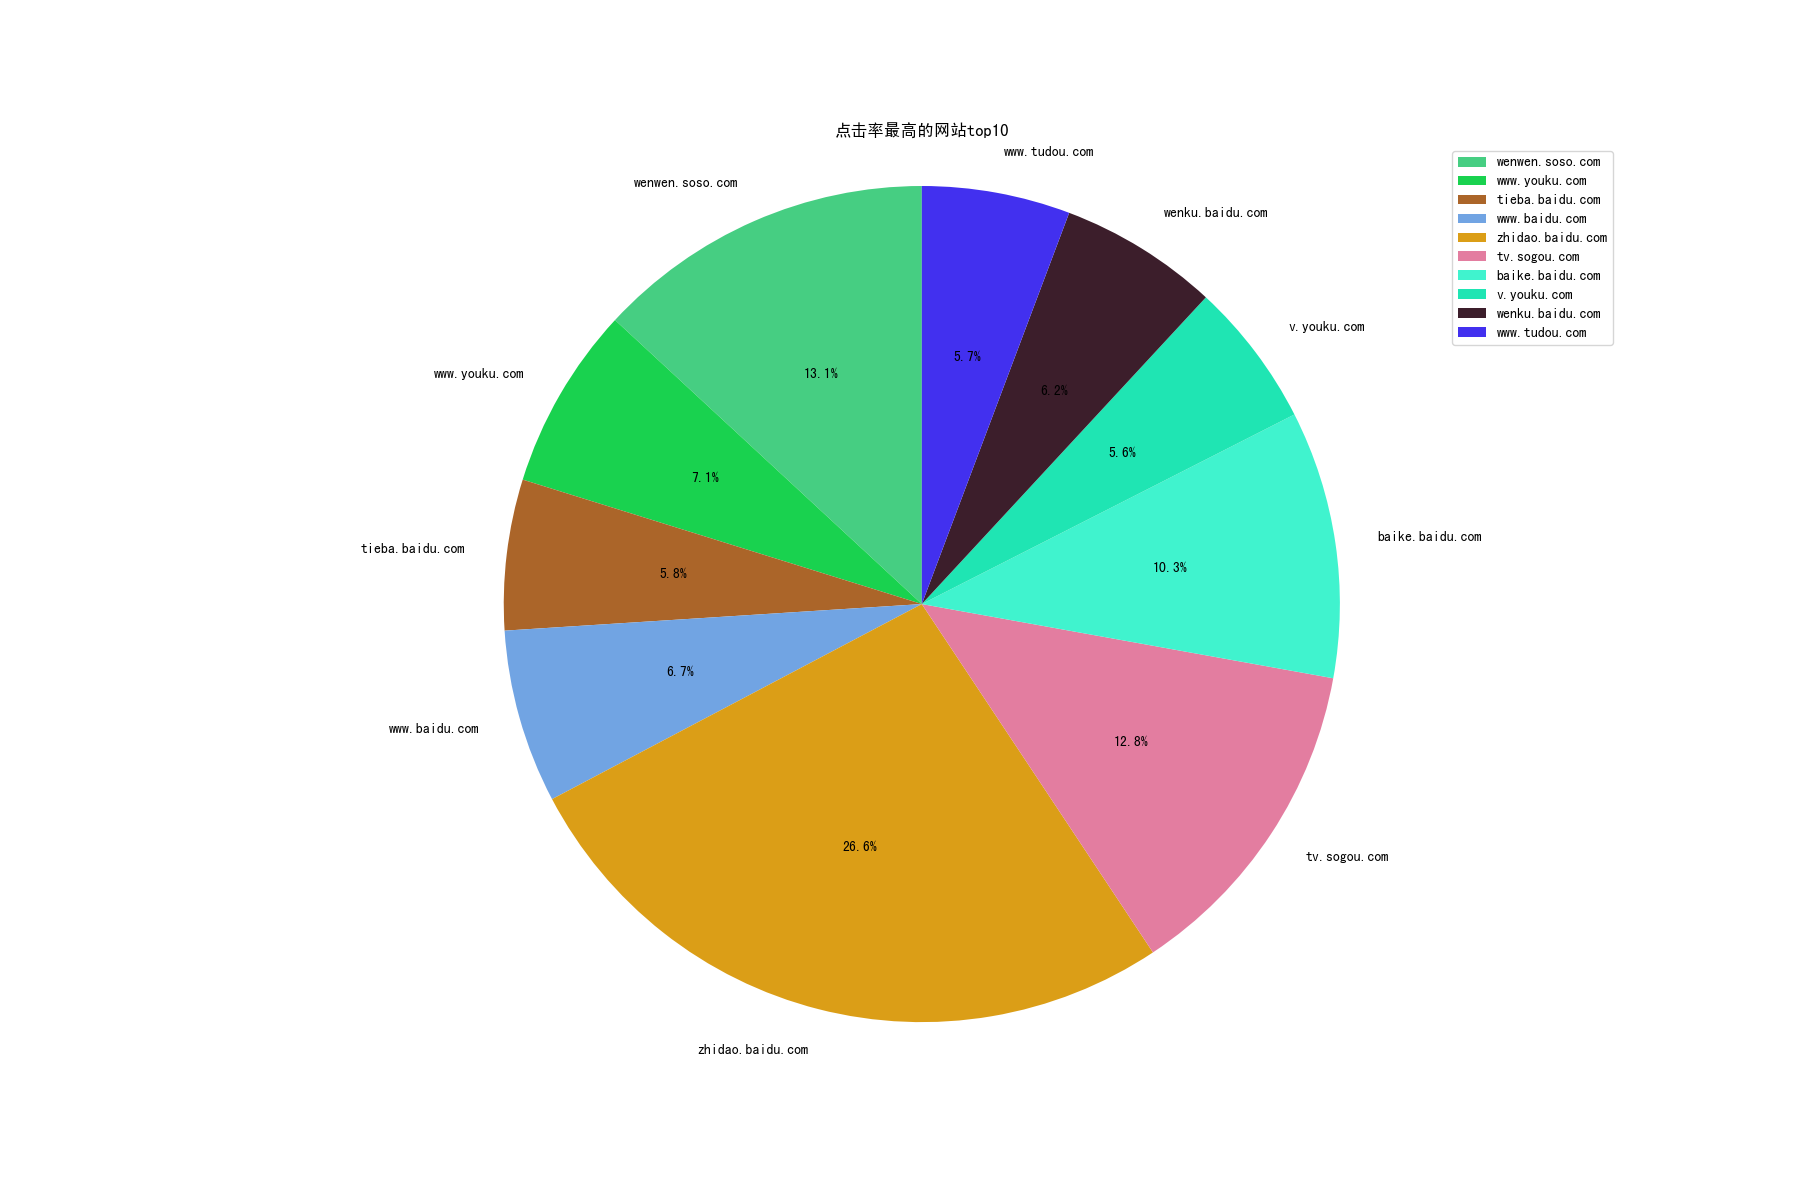 点击率最高的网站top10
www.tudou.com
wenwen.soso.com
wenku.baidu.com
v.youku.com
www.youku.com
baike.baidu.com
tieba.baidu.com
www.baidu.com
tv.sogou.com
zhidao.baidu.com
5.7%
13.1%
6.2%
5.6%
7.1%
10.3%
5.8%
6.7%
12.8%
26.6%
wenwen.soso.com
www.youku.com
tieba.baidu.com
www.baidu.com
zhidao.baidu.com
tv.sogou.com
baike.baidu.com
v.youku.com
wenku.baidu.com
www.tudou.com